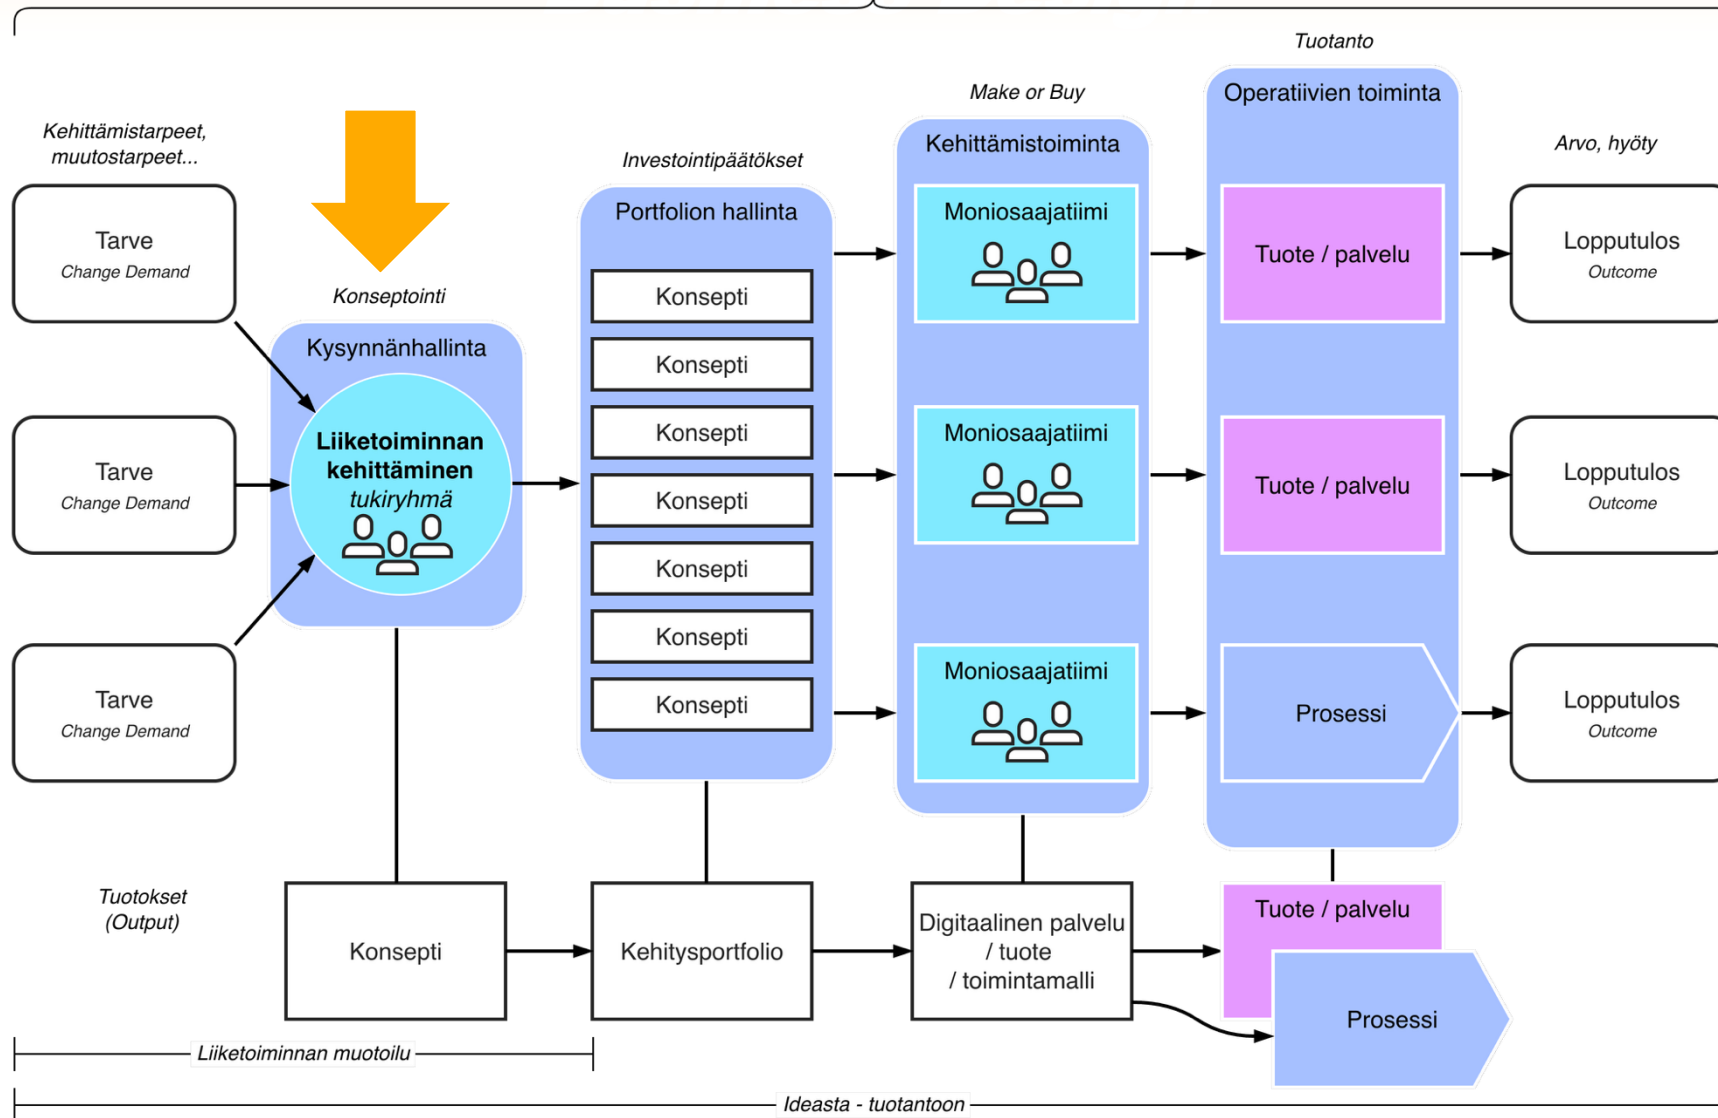 Tuotanto
Make or Buy
Operatiivien toiminta
Kehittämistarpeet,
muutostarpeet...
Investointipäätökset
Kehittämistoiminta
Arvo, hyöty
Portfolion hallinta
Tarve
Change Demand
Moniosaajatiimi
Tuote / palvelu
Lopputulos
Outcome
Konseptointi
Kysynnänhallinta
Konsepti
Konsepti
Konsepti
Konsepti
Konsepti
Konsepti
Konsepti
Tarve
Change Demand
Liiketoiminnan
kehittäminen
tukiryhmä
Moniosaajatiimi
Tuote / palvelu
Lopputulos
Outcome
Tarve
Change Demand
Moniosaajatiimi
Prosessi
Lopputulos
Outcome
Tuotokset
(Output)
Konsepti
Kehitysportfolio
Digitaalinen palvelu
/ tuote
/ toimintamalli
Tuote / palvelu
Prosessi
Liiketoiminnan muotoilu
Ideasta - tuotantoon